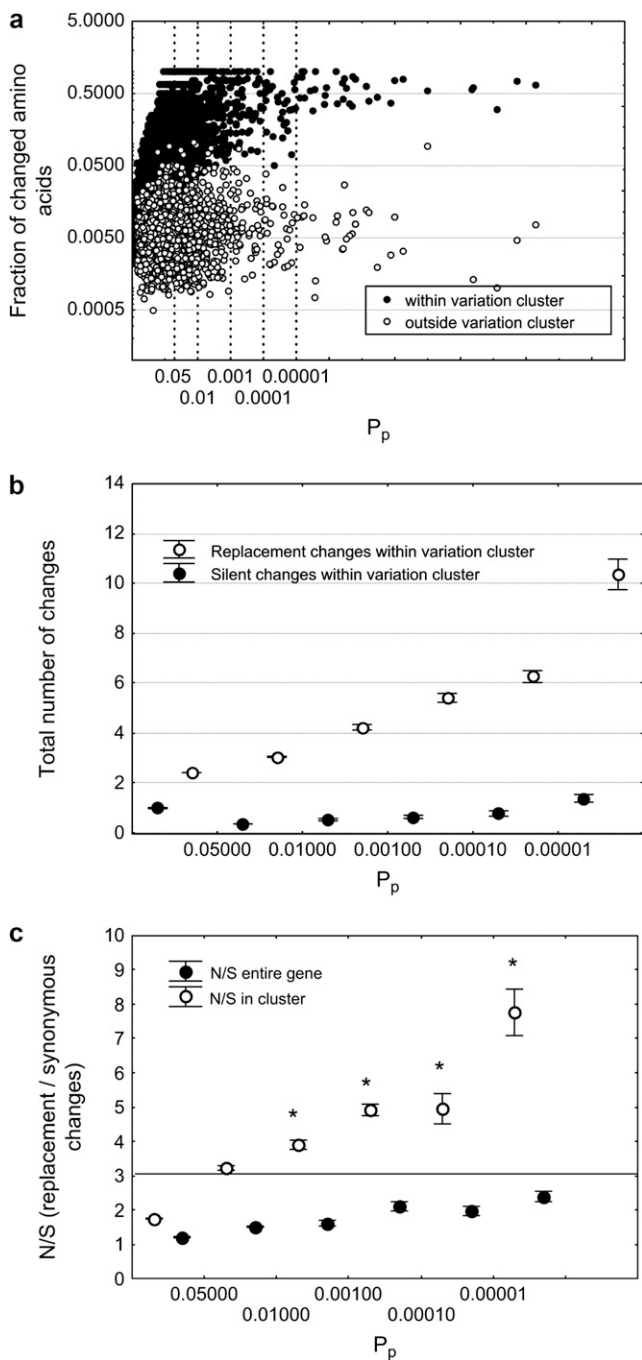 a
5.0000
0.5000
0.0500
0.0050
0.0005
Fraction of changed amino
acids
within variation cluster
outside variation cluster
0.05 0.001 0.00001
0.01 0.0001
Pp
b
14
12
10
8
6
4
2
0
Total number of changes
Replacement changes within variation cluster
Silent changes within variation cluster
0.05000 0.01000 0.00100 0.00010 0.00001
Pp
c
10
9
8
7
6
5
4
3
2
1
0
N/S (replacement / synonymous
changes)
N/S entire gene
N/S in cluster
*
*
*
*
0.05000 0.00100 0.00001
0.01000 0.00010
Pp